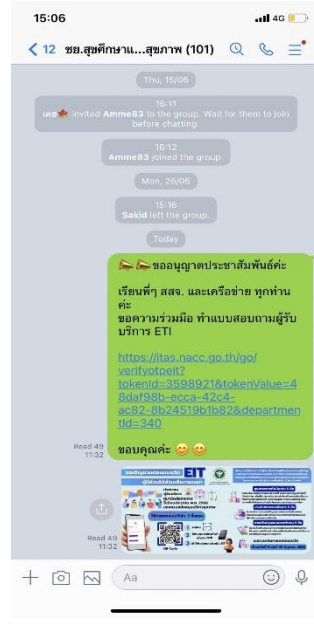 15:06
4G
12 ชย.สุขศึกษาแ...สุขภาพ (101)
Thu, 15/06
16:11
invited Amme83 to the group. Wait for them to join
before chatting.
16:12
Amme83 joined the group.
Mon, 26/06
15:16
Sakid left the group.
Today
ขออนุญาตประชาสัมพันธ์ค่ะ
เรียนพี่ๆ สสจ. และเครือข่าย ทุกท่าน
ค่ะ
ขอความร่วมมือ ทำแบบสอบถามผู้รับ
บริการ ETI
https://itas.nacc.go.th/go/
verifyotpeit?
tokenId=3598921&tokenValue=4
8daf98b-ecca-42c4-
ac82-8b24519b1b82&departmen
tId=340
ขอบคุณค่ะ
Read 49
11:32
EIT
Read 49
11:32
Aa